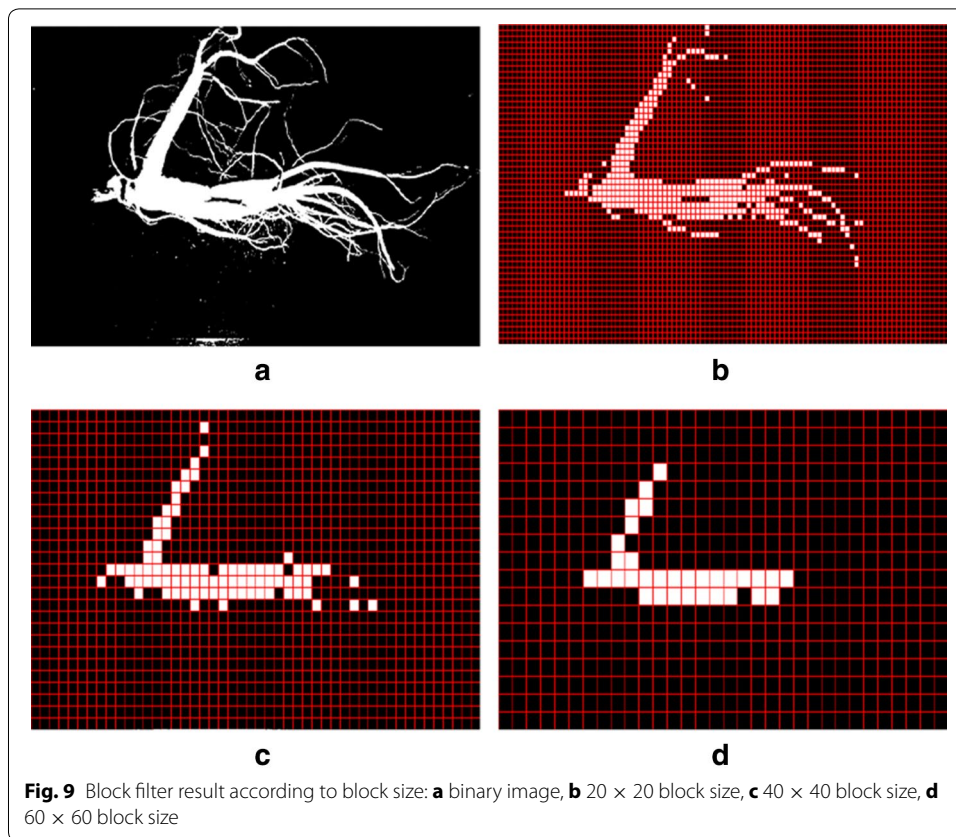 a
b
c
d
Fig. 9 Block filter result according to block size: a binary image, b 20 × 20 block size, c 40 × 40 block size, d
60 × 60 block size